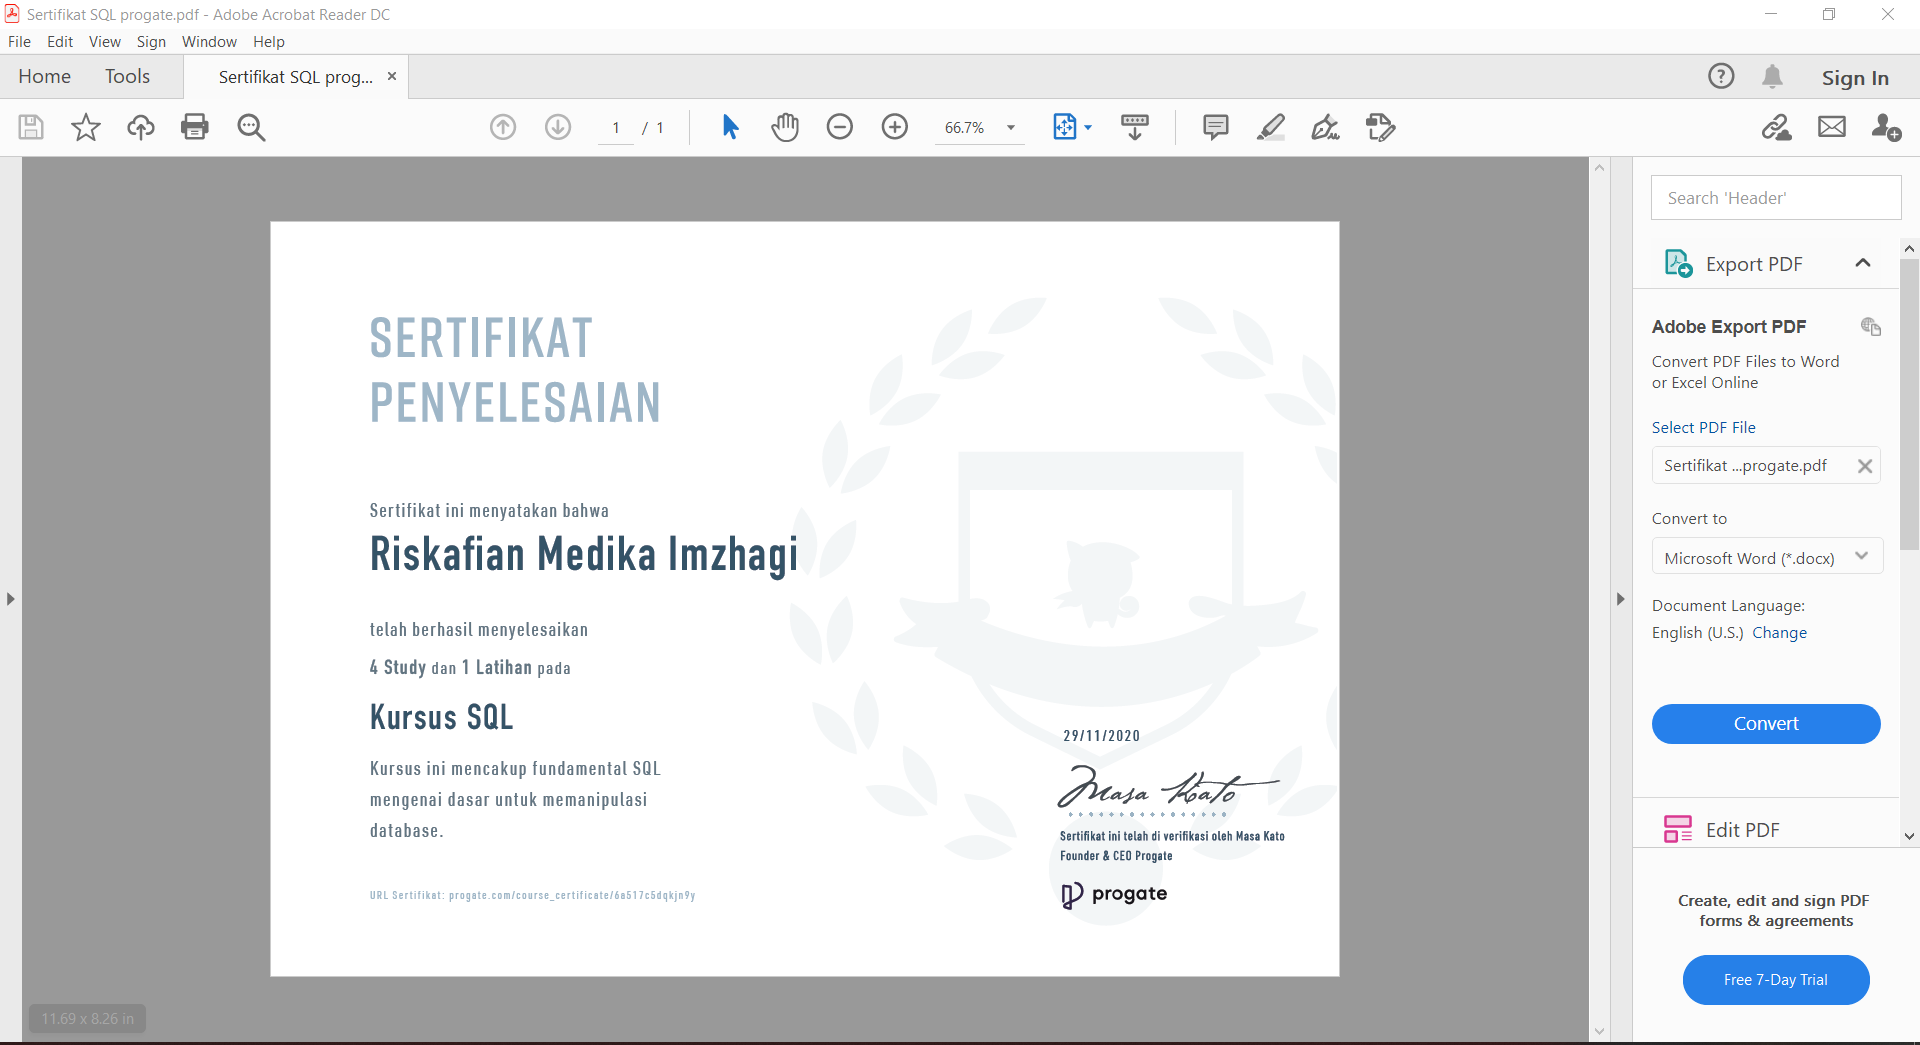 Sertifikat SQL progate.pdf - Adobe Acrobat Reader DC
File Edit View Sign Window Help
Home Tools Sertifikat SQL prog... × Sign In
1 / 1 66.7%
SERTIFIKAT
PENYELESAIAN
Sertifikat ini menyatakan bahwa
Riskafian Medika Imzhagi
telah berhasil menyelesaikan
4 Study dan 1 Latihan pada
Kursus SQL
Kursus ini mencakup fundamental SQL
mengenai dasar untuk memanipulasi
database.
URL Sertifikat: progate.com/course_certificate/6a517c5dqkjn9y
29/11/2020
Masa Kato
Sertifikat ini telah di verifikasi oleh Masa Kato
Founder & CEO Progate
progate
11.69 x 8.26 in
Search 'Header'
Export PDF
Adobe Export PDF
Convert PDF Files to Word
or Excel Online
Select PDF File
Sertifikat ...progate.pdf
Convert to
Microsoft Word (*.docx)
Document Language:
English (U.S.) Change
Convert
Edit PDF
Create, edit and sign PDF
forms & agreements
Free 7-Day Trial